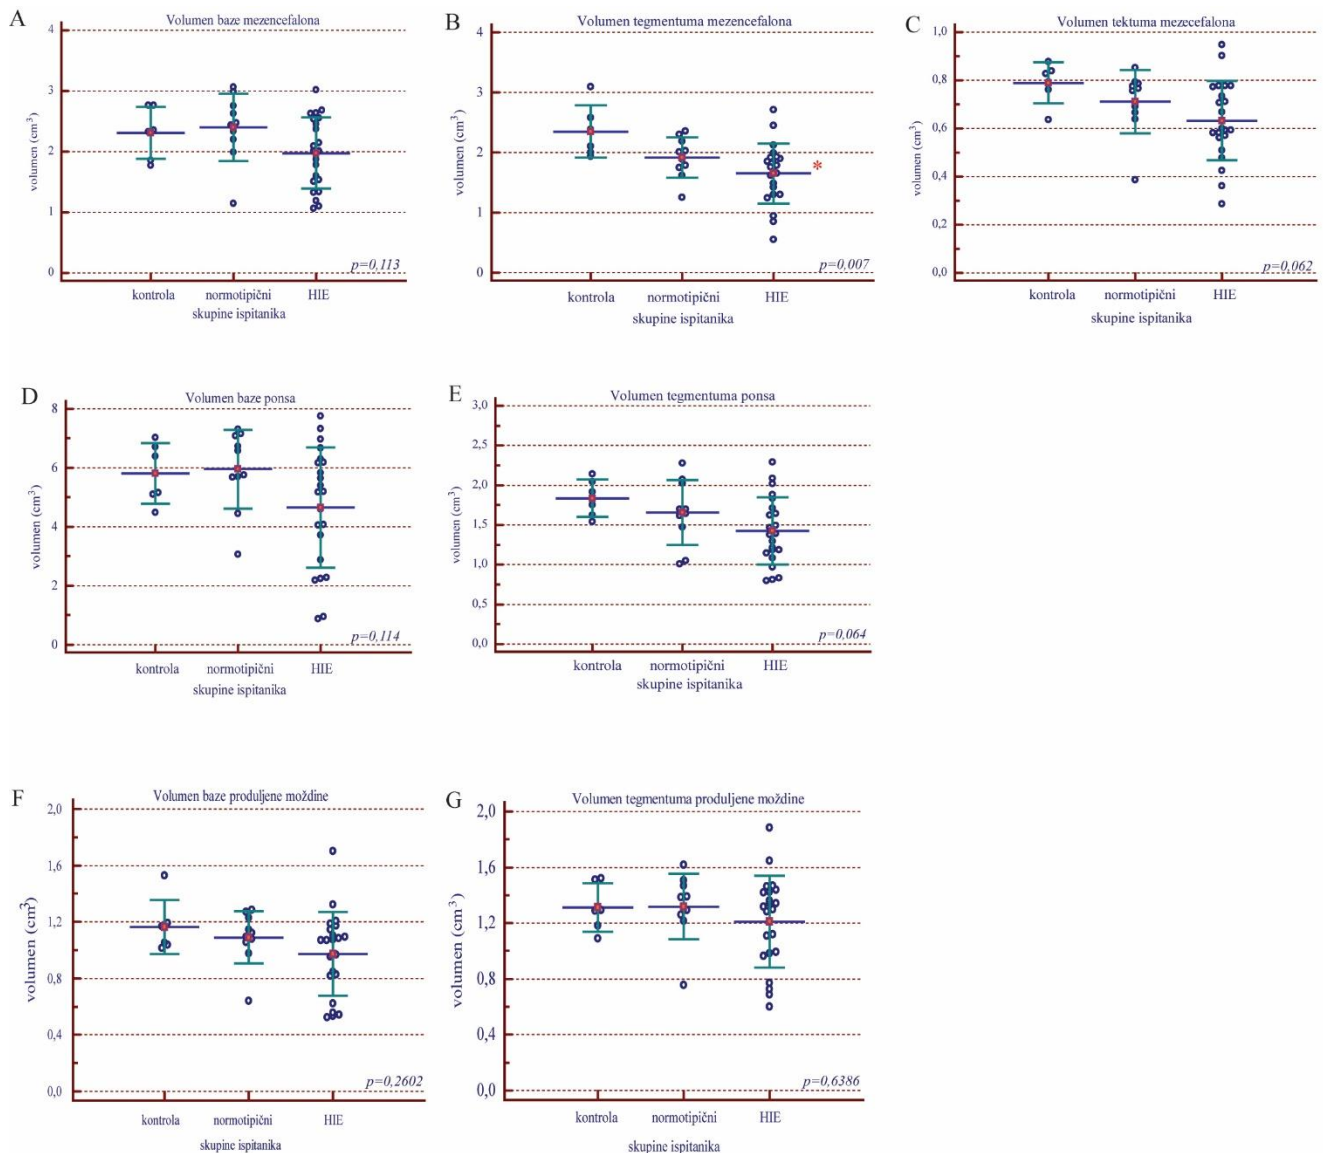 A
Volumen baze mezencefalona
4
3
2
1
0
volumen (cm³)
p=0,113
kontrola normotipični HIE
skupine ispitanika
B
Volumen tegmentuma mezencefalona
4
3
2
1
0
volumen (cm³)
*
p=0,007
kontrola normotipični HIE
skupine ispitanika
C
Volumen tektuma mezecefalona
1,0
0,8
0,6
0,4
0,2
0,0
volumen (cm³)
p=0,062
kontrola normotipični HIE
skupine ispitanika
D
Volumen baze ponsa
8
6
4
2
0
volumen (cm³)
p=0,114
kontrola normotipični HIE
skupine ispitanika
E
Volumen tegmentuma ponsa
3,0
2,5
2,0
1,5
1,0
0,5
0,0
volumen (cm³)
p=0,064
kontrola normotipični HIE
skupine ispitanika
F
Volumen baze produljene moždine
2,0
1,6
1,2
0,8
0,4
0,0
volumen (cm³)
p=0,2602
kontrola normotipični HIE
skupine ispitanika
G
Volumen tegmentuma produljene moždine
2,0
1,6
1,2
0,8
0,4
0,0
volumen (cm³)
p=0,6386
kontrola normotipični HIE
skupine ispitanika